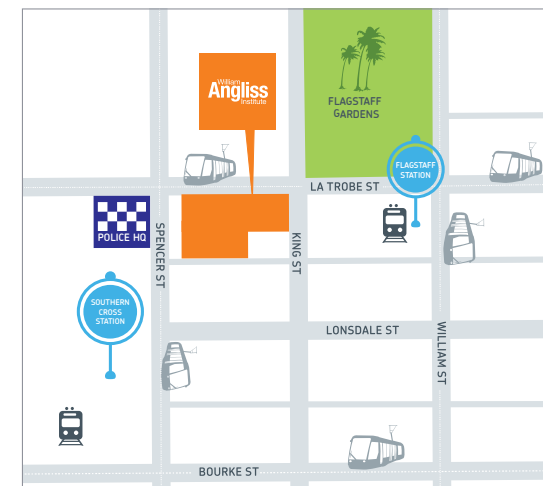 William
Angliss
Institute
FLAGSTAFF
GARDENS
FLAGSTAFF
STATION
LA TROBE ST
POLICE HQ
SPENCER ST
KING ST
SOUTHERN
CROSS
STATION
LONSDALE ST
WILLIAM ST
BOURKE ST